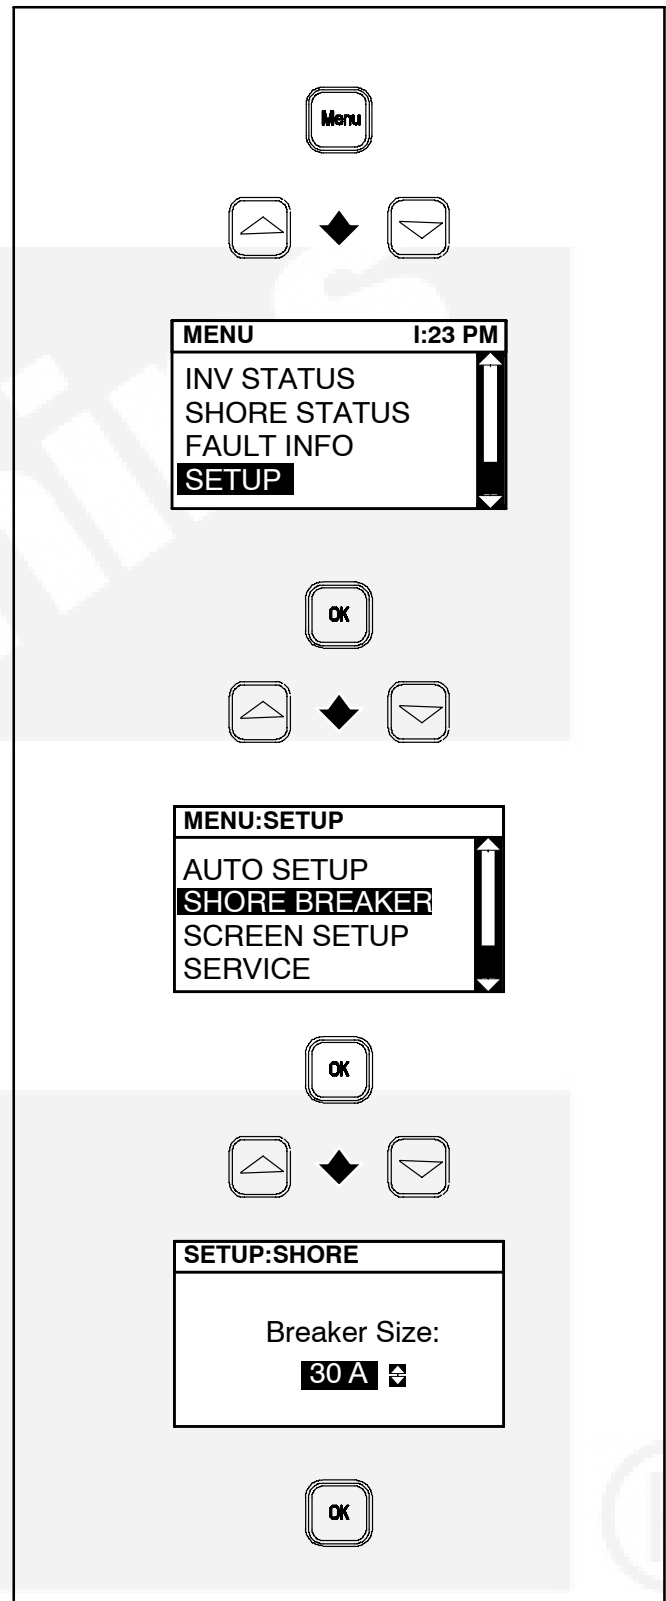 Menu
MENU I:23 PM
INV STATUS
SHORE STATUS
FAULT INFO
SETUP
OK
MENU:SETUP
AUTO SETUP
SHORE BREAKER
SCREEN SETUP
SERVICE
OK
SETUP:SHORE
Breaker Size:
30 A
OK